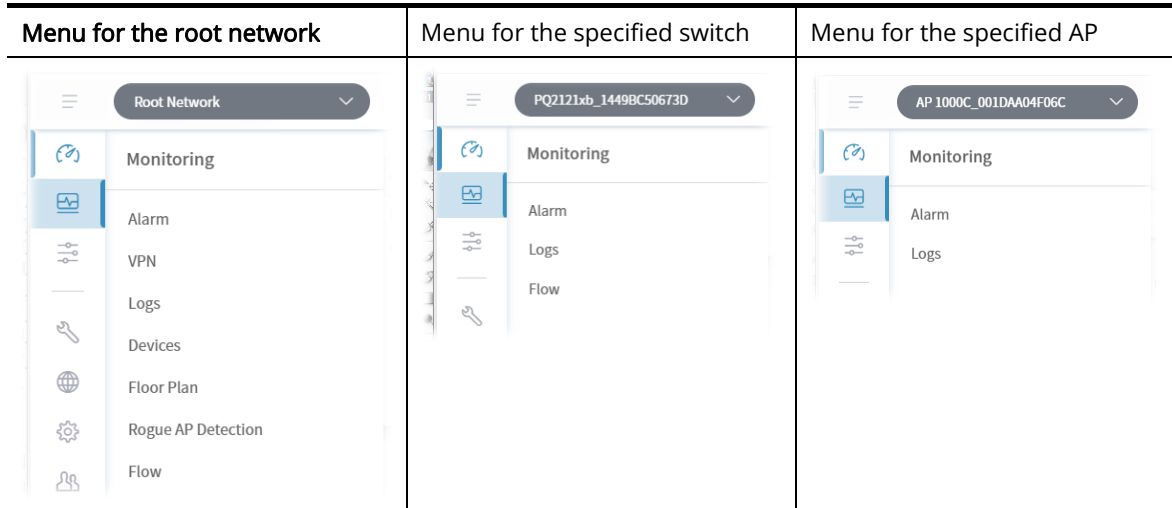 Menu for the root network
Menu for the specified switch
Menu for the specified AP
Root Network
Monitoring
Alarm
VPN
Logs
Devices
Floor Plan
Rogue AP Detection
Flow
PQ2121xb_1449BC50673D
Monitoring
Alarm
Logs
Flow
AP 1000C_001DAA04F06C
Monitoring
Alarm
Logs